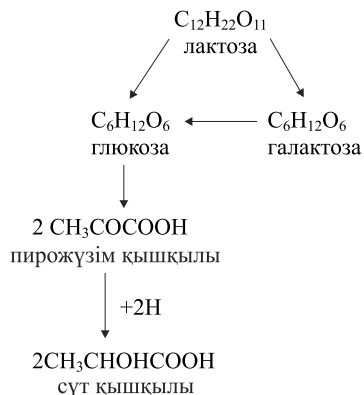 C₁₂H₂₂O₁₁
лактоза
C₆H₁₂O₆ C₆H₁₂O₆
глюкоза галактоза
2 CH₃COCOOH
пирожүзім қышқылы
+2H
2CH₃CHOHCOOH
сүт қышқылы